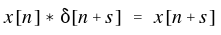 x[n] * δ[n + s] = x[n + s]